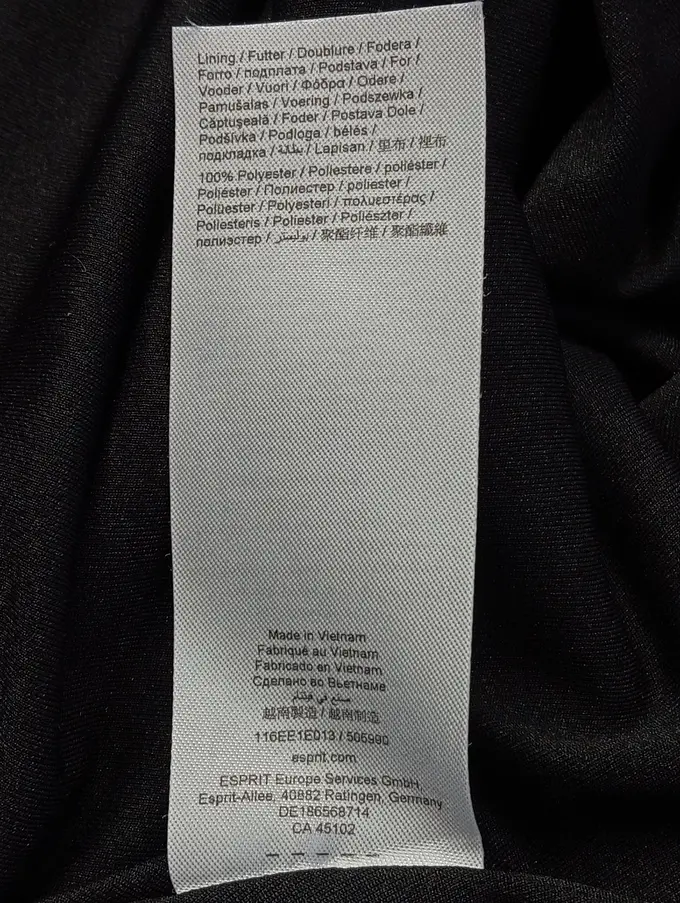 Lining / Futter / Doublure / Fodera /
Forro / подплата / Podstava / For /
Vooder / Vuori / Φόδρα / Odere /
Pamušalas / Voering / Podszewka /
Căptuşeală / Foder / Postava Dole /
Podšívka / Podloga / bélés /
подкладка / بطانة / Lapisan / 里布 / 裡布
100% Polyester / Poliestere / poliéster /
Poliéster / Полиестер / poliester /
Polüester / Polyesteri / πολυεστέρας /
Poliesteris / Poliester / Poliészter /
полиэстер / بوليستر / 聚酯纤维 / 聚酯纖維
Made in Vietnam
Fabriqué au Vietnam
Fabricado en Vietnam
Сделано во Вьетнаме
صنع في فيتنام
越南製造 / 越南制造
116EE1E013 / 505990
esprit.com
ESPRIT Europe Services GmbH,
Esprit-Allee, 40882 Ratingen, Germany
DE186568714
CA 45102